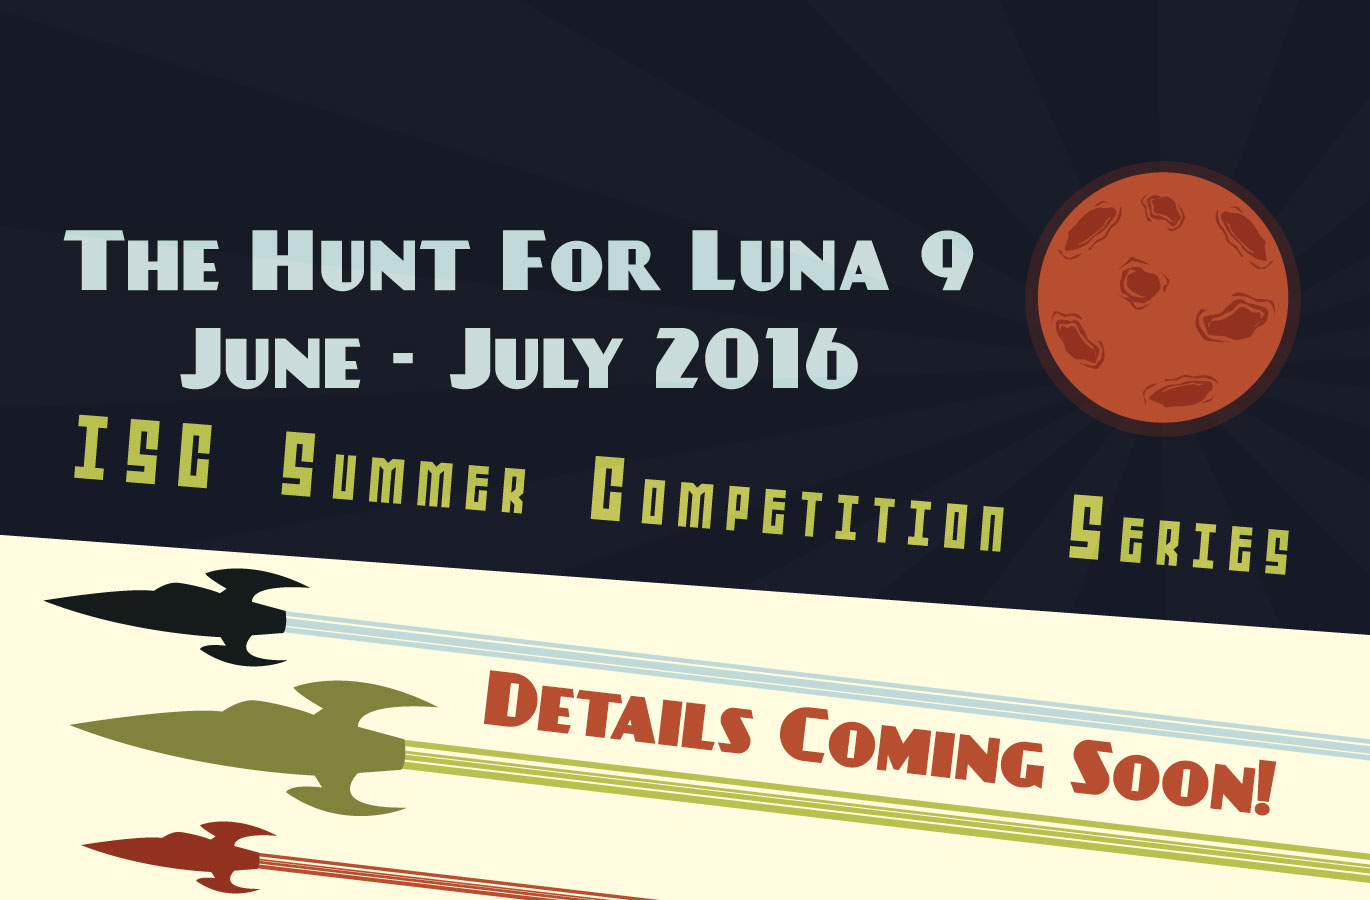 The Hunt For Luna 9
June - July 2016
ISC Summer Competition Series
Details Coming Soon!